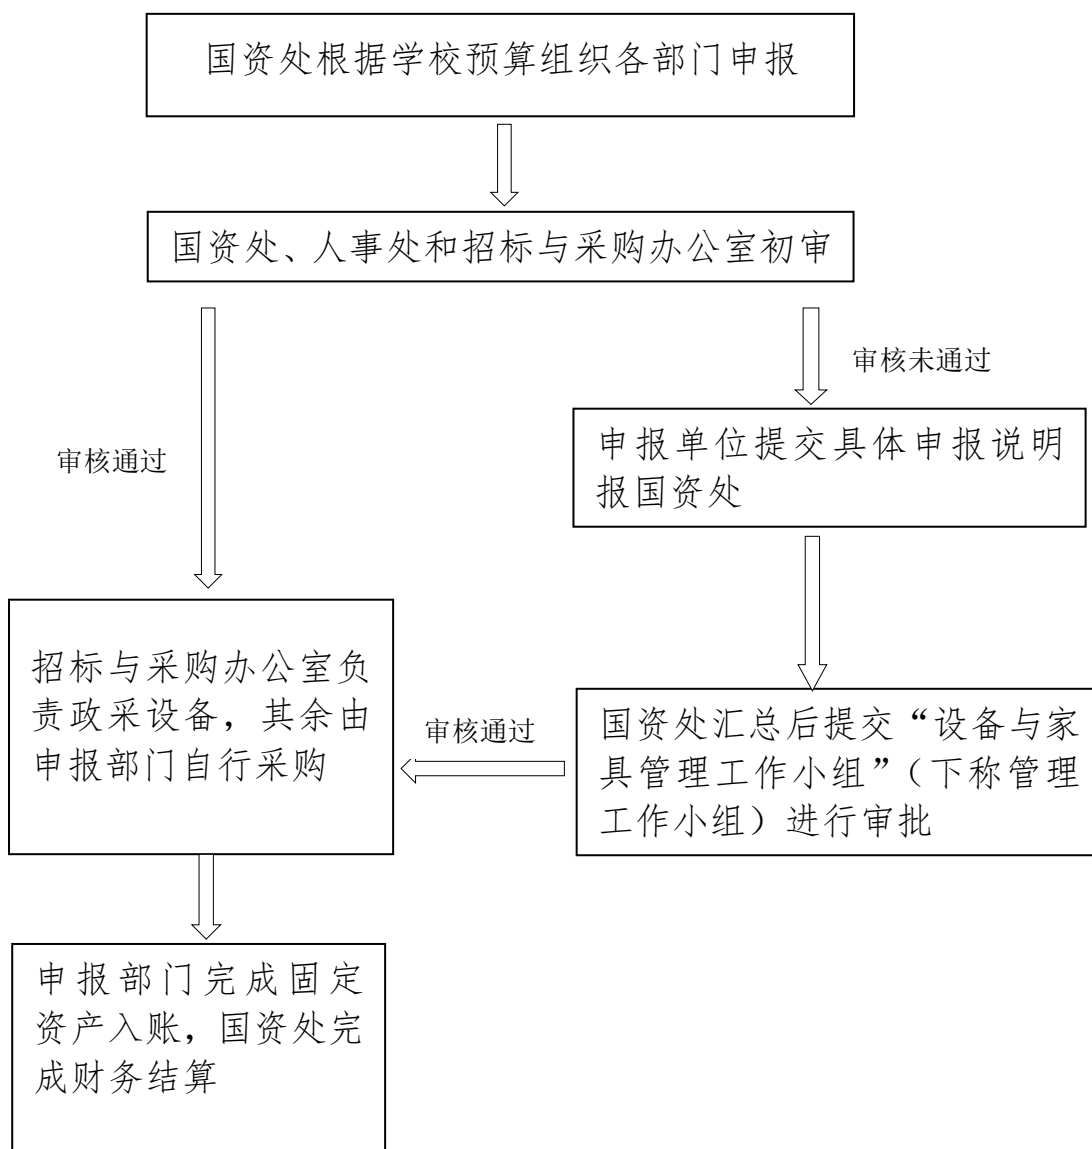 国资处根据学校预算组织各部门申报
国资处、人事处和招标与采购办公室初审
审核未通过
申报单位提交具体申报说明
报国资处
审核通过
招标与采购办公室负
责政采设备，其余由
申报部门自行采购
审核通过
国资处汇总后提交“设备与家
具管理工作小组”（下称管理
工作小组）进行审批
申报部门完成固定
资产入账，国资处完
成财务结算